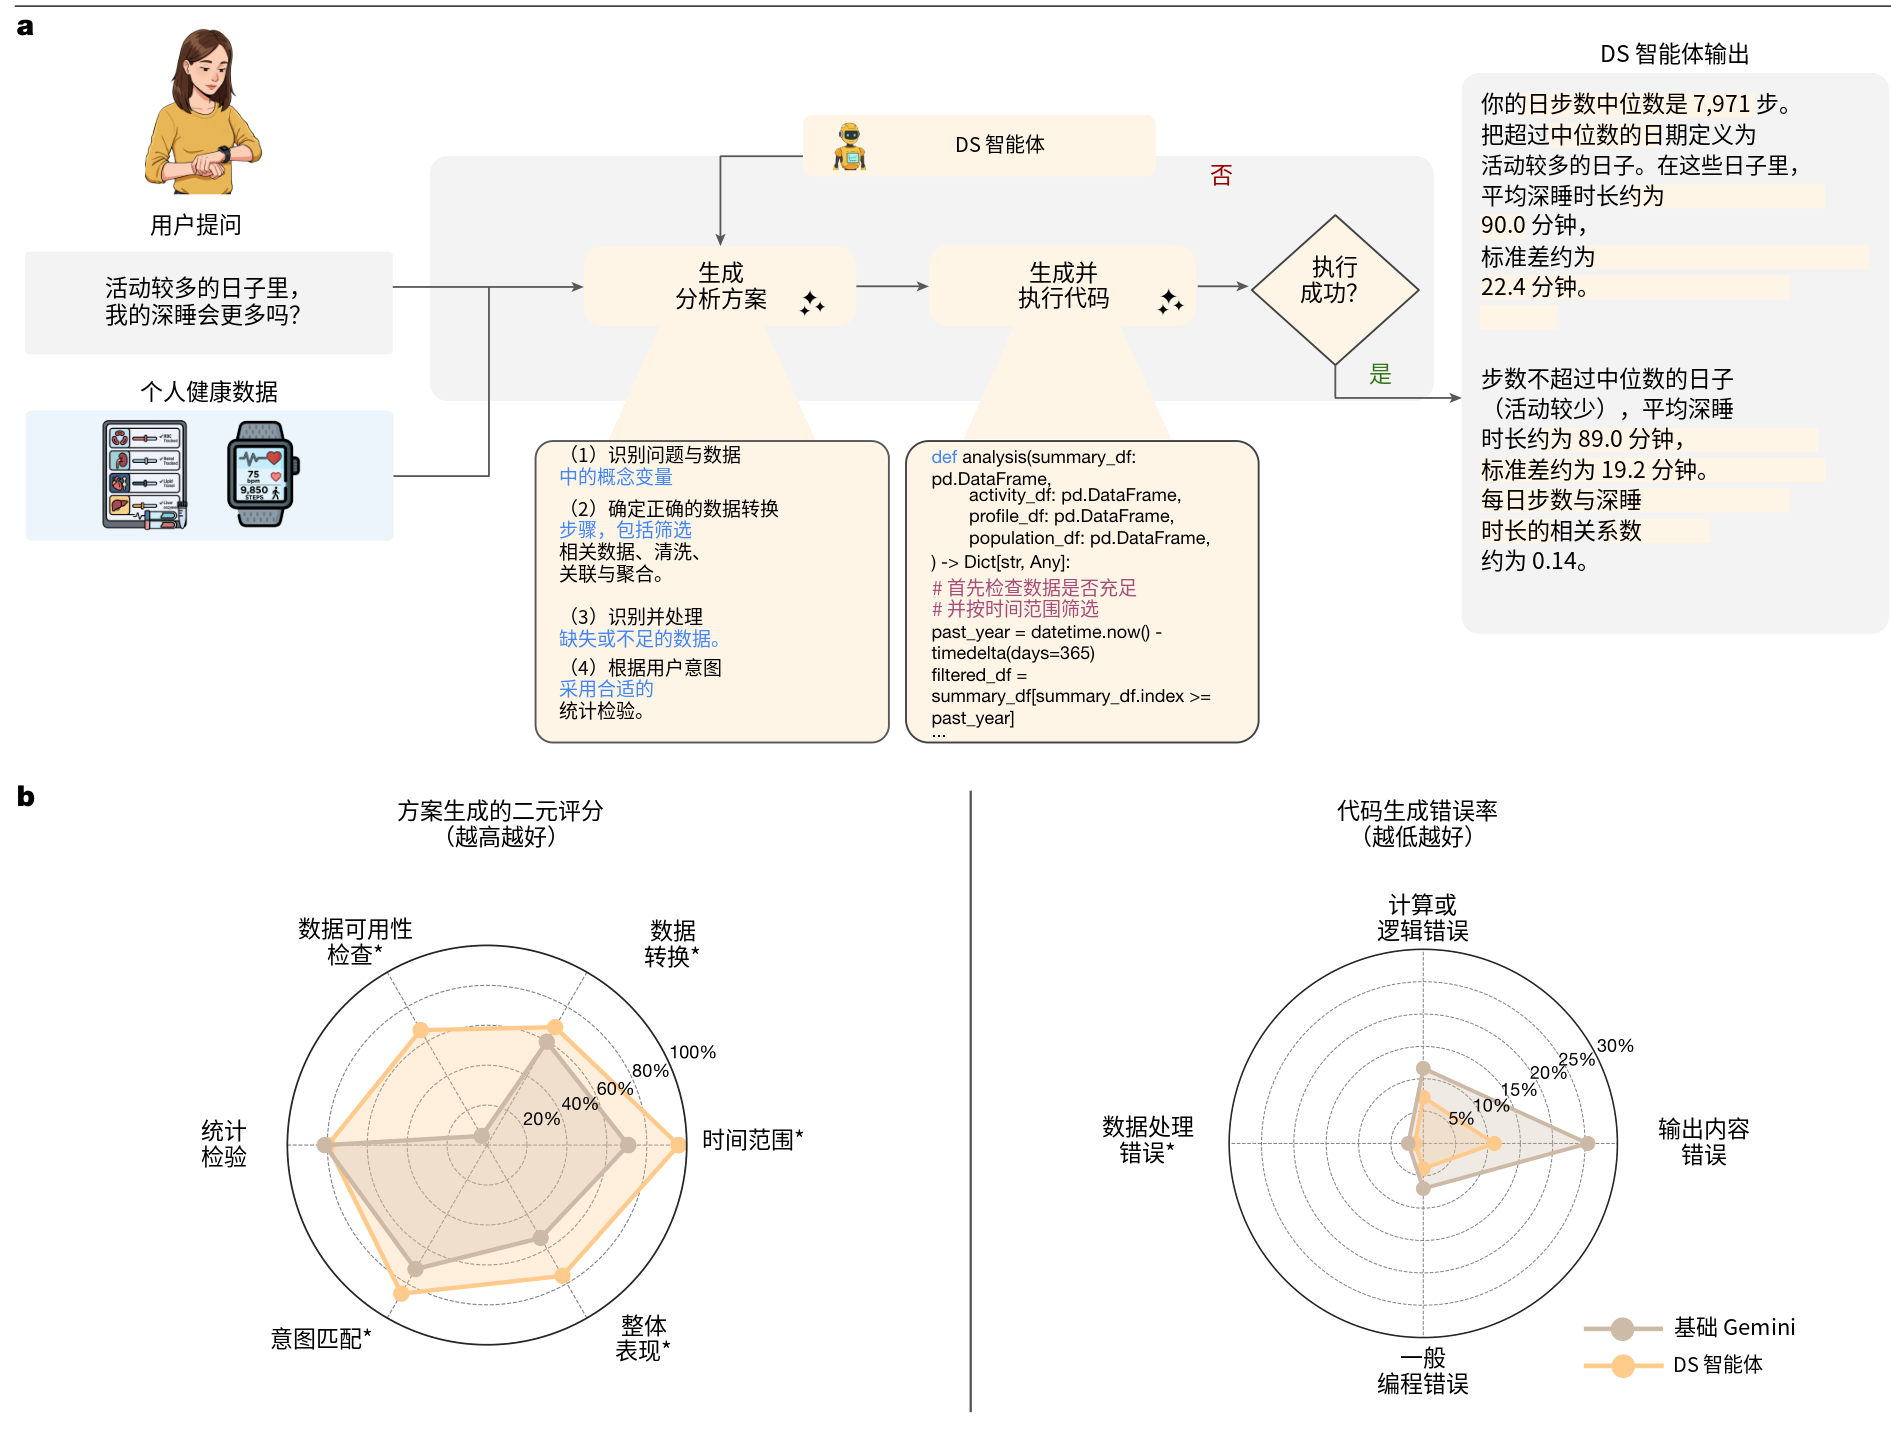 a
用户提问
活动较多的日子里，
我的深睡会更多吗？
个人健康数据
75
bpm
9,850
STEPS
DS 智能体
否
生成
分析方案
生成并
执行代码
执行
成功？
是
（1）识别问题与数据
中的概念变量
（2）确定正确的数据转换
步骤，包括筛选
相关数据、清洗、
关联与聚合。
（3）识别并处理
缺失或不足的数据。
（4）根据用户意图
采用合适的
统计检验。
def analysis(summary_df:
pd.DataFrame,
activity_df: pd.DataFrame,
profile_df: pd.DataFrame,
population_df: pd.DataFrame,
) -> Dict[str, Any]:
# 首先检查数据是否充足
# 并按时间范围筛选
past_year = datetime.now() -
timedelta(days=365)
filtered_df =
summary_df[summary_df.index >=
past_year]
...
DS 智能体输出
你的日步数中位数是 7,971 步。
把超过中位数的日期定义为
活动较多的日子。在这些日子里，
平均深睡时长约为
90.0 分钟，
标准差约为
22.4 分钟。
步数不超过中位数的日子
（活动较少），平均深睡
时长约为 89.0 分钟，
标准差约为 19.2 分钟。
每日步数与深睡
时长的相关系数
约为 0.14。
b
方案生成的二元评分
（越高越好）
数据可用性
检查*
数据
转换*
统计
检验
时间范围*
意图匹配*
整体
表现*
20%
40%
60%
80%
100%
代码生成错误率
（越低越好）
计算或
逻辑错误
数据处理
错误*
输出内容
错误
一般
编程错误
5%
10%
15%
20%
25%
30%
基础 Gemini
DS 智能体